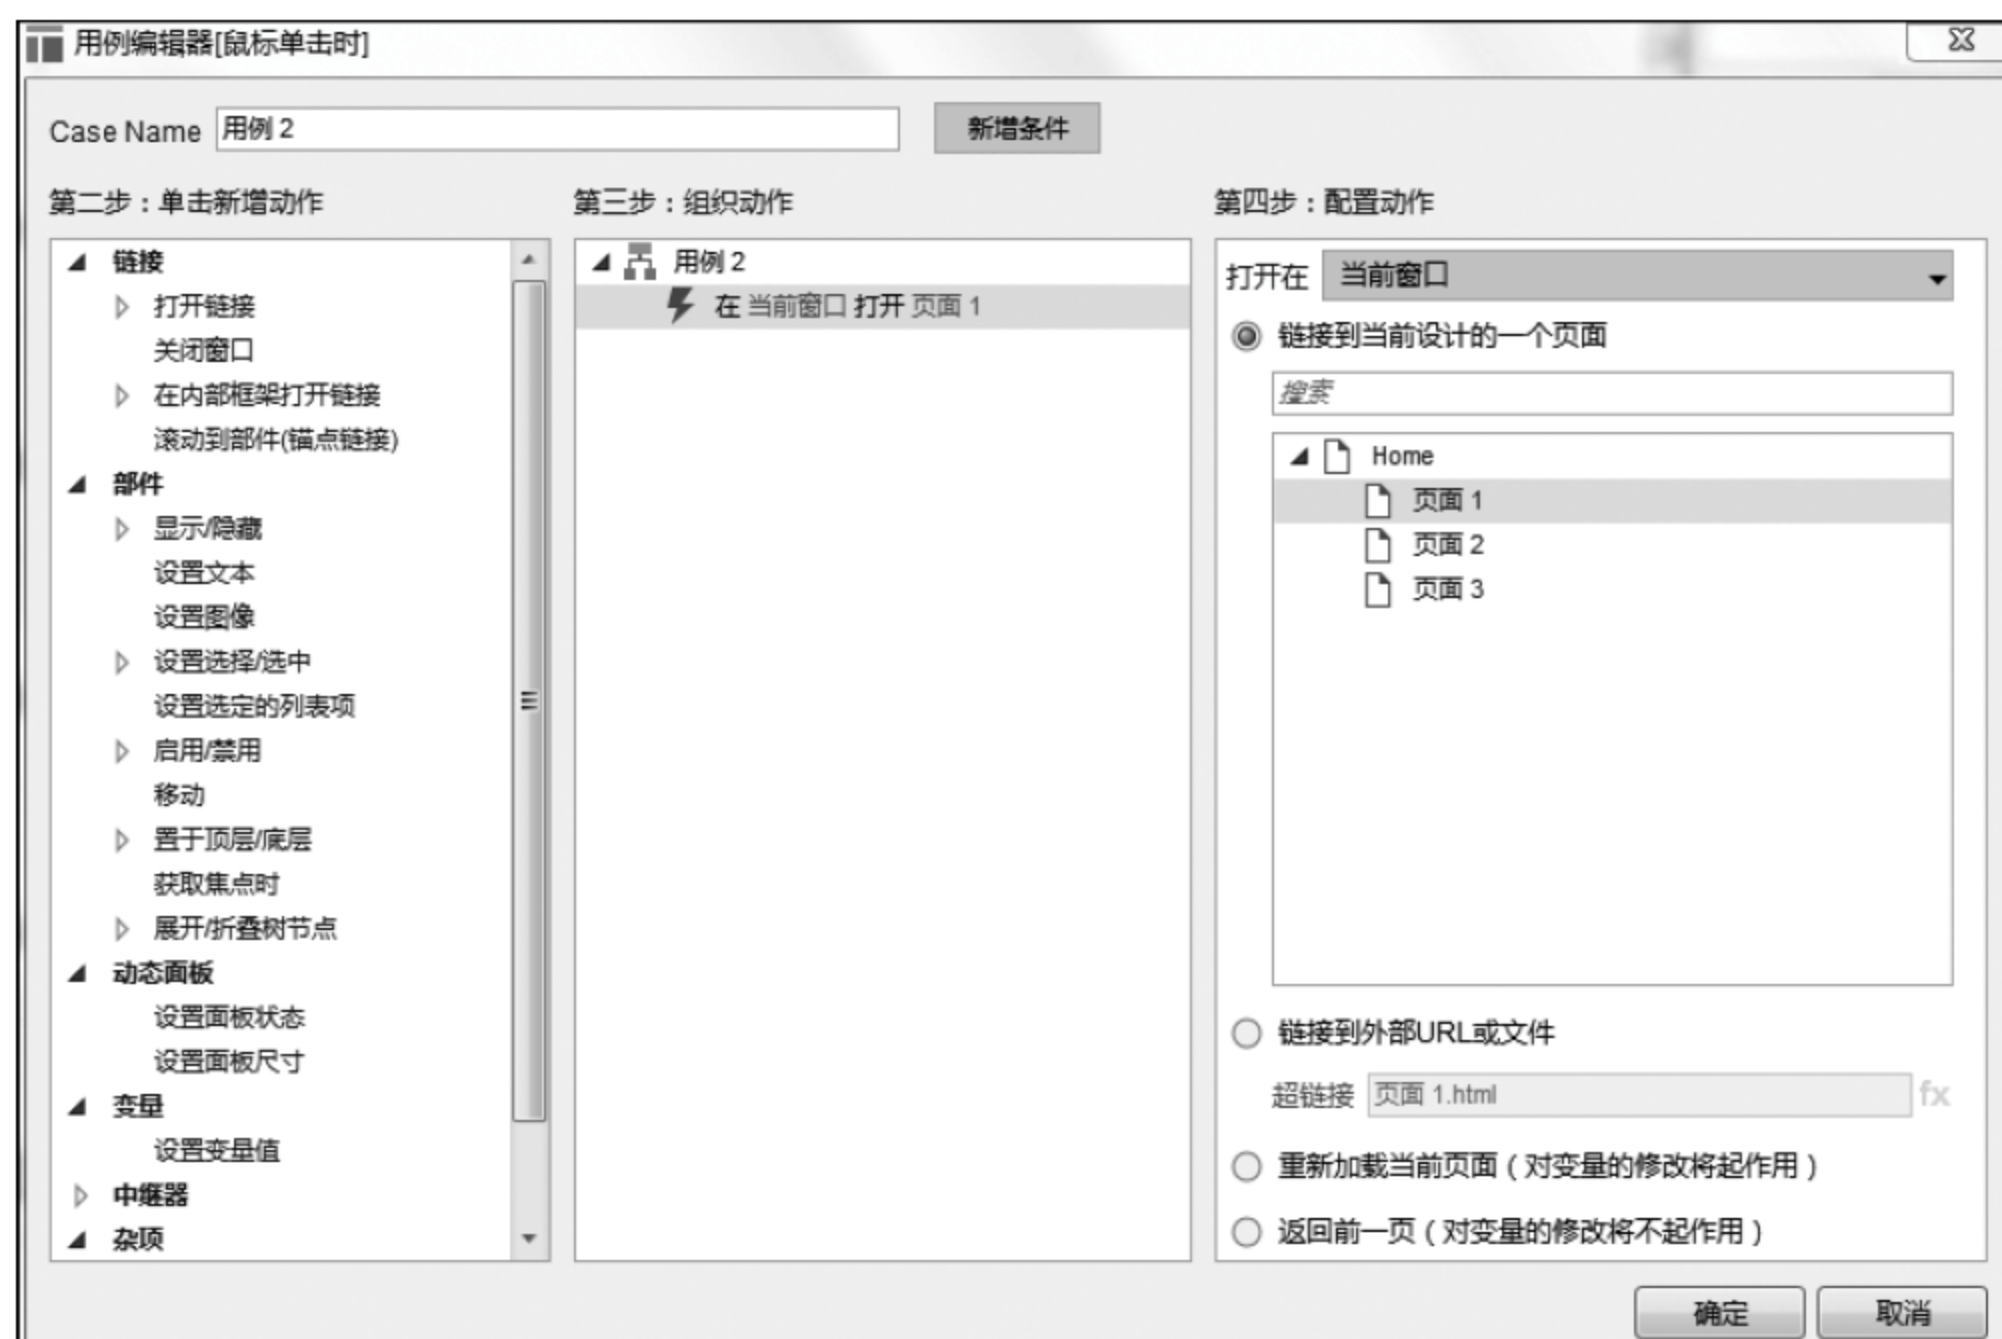 用例编辑器[鼠标单击时]
Case Name 用例 2 新增条件
第二步：单击新增动作
链接
打开链接
关闭窗口
在内部框架打开链接
滚动到部件(锚点链接)
部件
显示/隐藏
设置文本
设置图像
设置选择/选中
设置选定的列表项
启用/禁用
移动
置于顶层/底层
获取焦点时
展开/折叠树节点
动态面板
设置面板状态
设置面板尺寸
变量
设置变量值
中继器
杂项
第三步：组织动作
用例 2
在 当前窗口 打开 页面 1
第四步：配置动作
打开在 当前窗口
链接到当前设计的一个页面
搜索
Home
页面 1
页面 2
页面 3
链接到外部URL或文件
超链接 页面 1.html fx
重新加载当前页面（对变量的修改将起作用）
返回前一页（对变量的修改将不起作用）
确定 取消